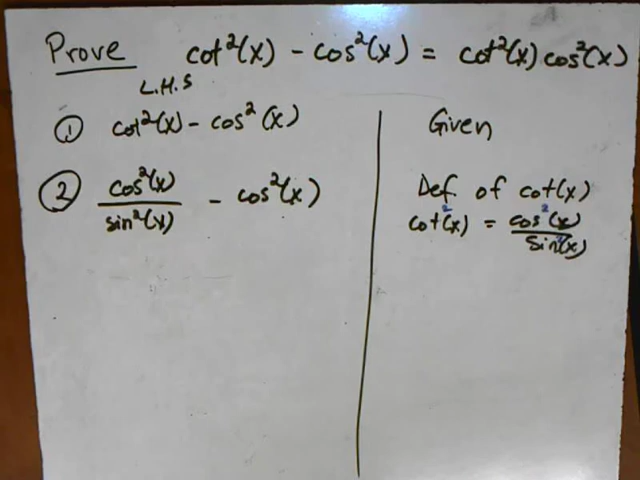 Prove cot²(x) - cos²(x) = cot²(x) cos²(x)
L.H.S
① cot²(x) - cos²(x) Given
② cos²(x)/sin²(x) - cos²(x) Def. of cot(x)
cot²(x) = cos²(x)/sin²(x)